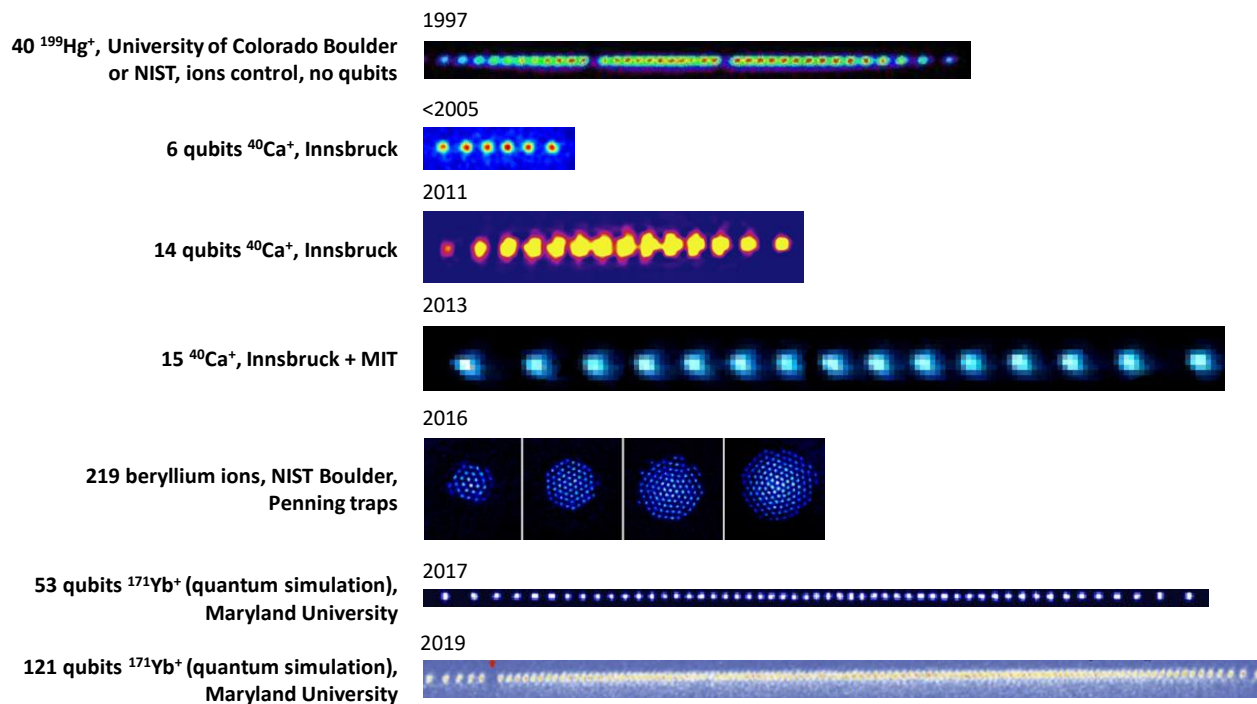 1997
40 ¹⁹⁹Hg⁺, University of Colorado Boulder
or NIST, ions control, no qubits
<2005
6 qubits ⁴⁰Ca⁺, Innsbruck
2011
14 qubits ⁴⁰Ca⁺, Innsbruck
2013
15 ⁴⁰Ca⁺, Innsbruck + MIT
2016
219 beryllium ions, NIST Boulder,
Penning traps
2017
53 qubits ¹⁷¹Yb⁺ (quantum simulation),
Maryland University
2019
121 qubits ¹⁷¹Yb⁺ (quantum simulation),
Maryland University